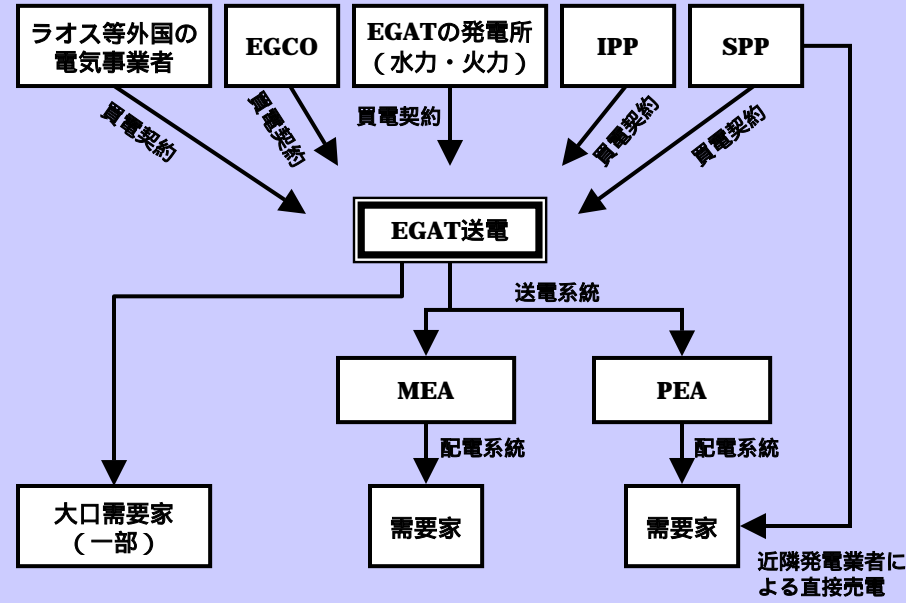 ラオス等外国の
電気事業者
EGCO
EGATの発電所
(水力・火力)
IPP
SPP
買電契約
買電契約
買電契約
買電契約
買電契約
EGAT送電
送電系統
MEA
PEA
配電系統
配電系統
大口需要家
(一部)
需要家
需要家
近隣発電業者に
よる直接売電